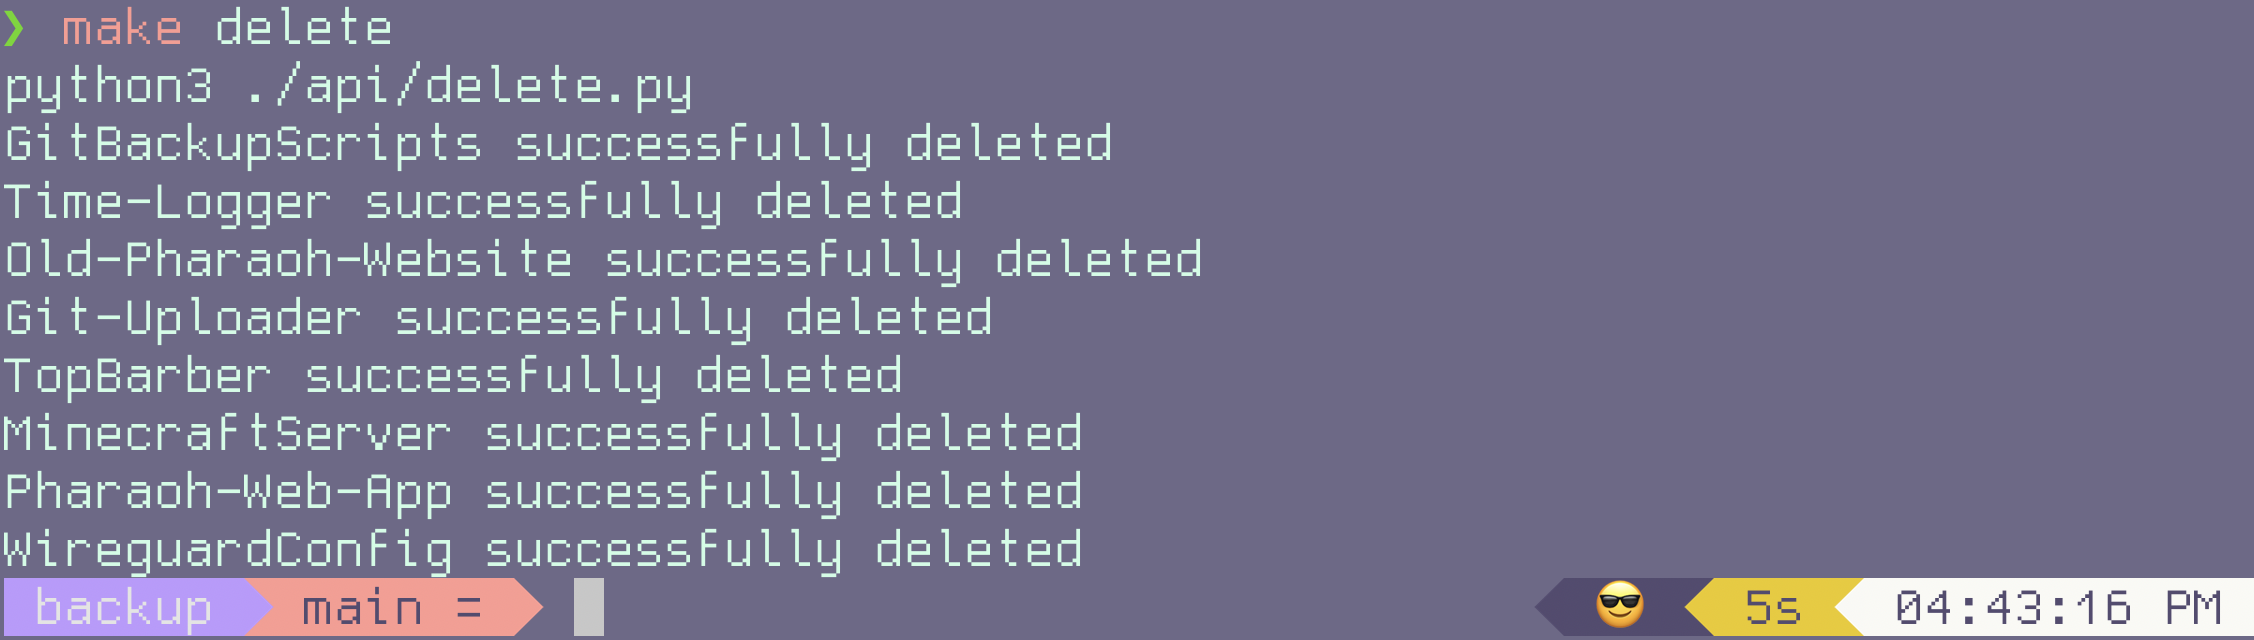 ❯ make delete
python3 ./api/delete.py
GitBackupScripts successfully deleted
Time-Logger successfully deleted
Old-Pharaoh-Website successfully deleted
Git-Uploader successfully deleted
TopBarber successfully deleted
MinecraftServer successfully deleted
Pharaoh-Web-App successfully deleted
WireguardConfig successfully deleted
backup main = 😎 5s 04:43:16 PM